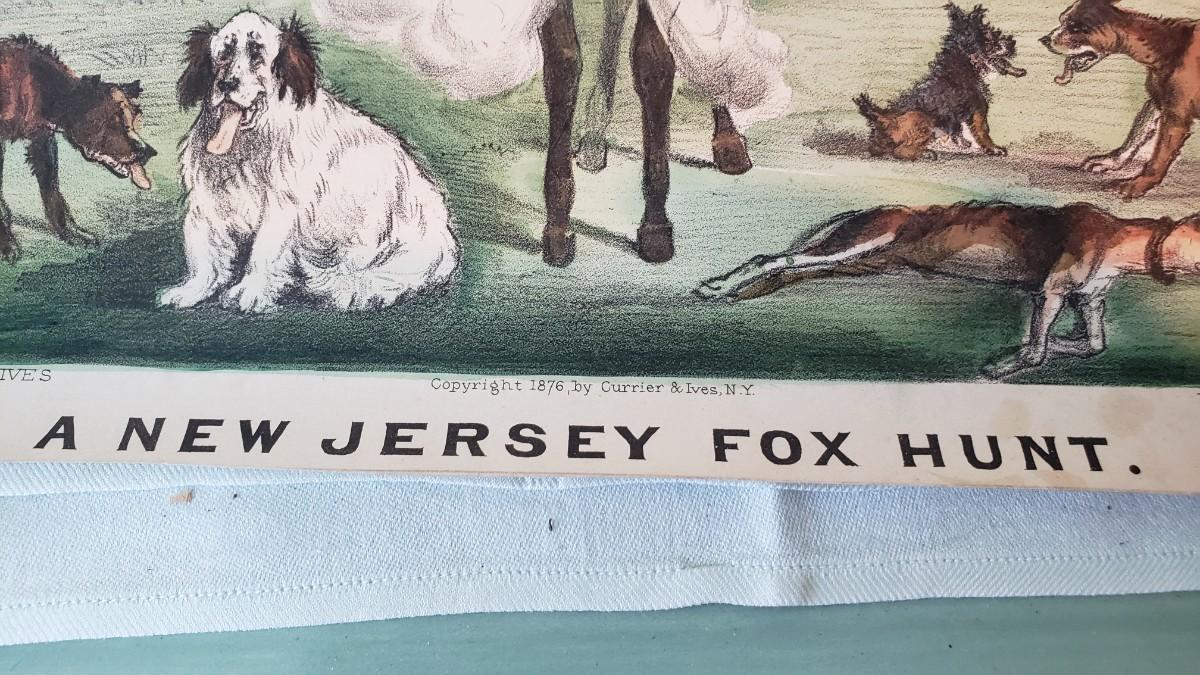 IVES
Copyright 1876, by Currier & Ives, N.Y.
A NEW JERSEY FOX HUNT.